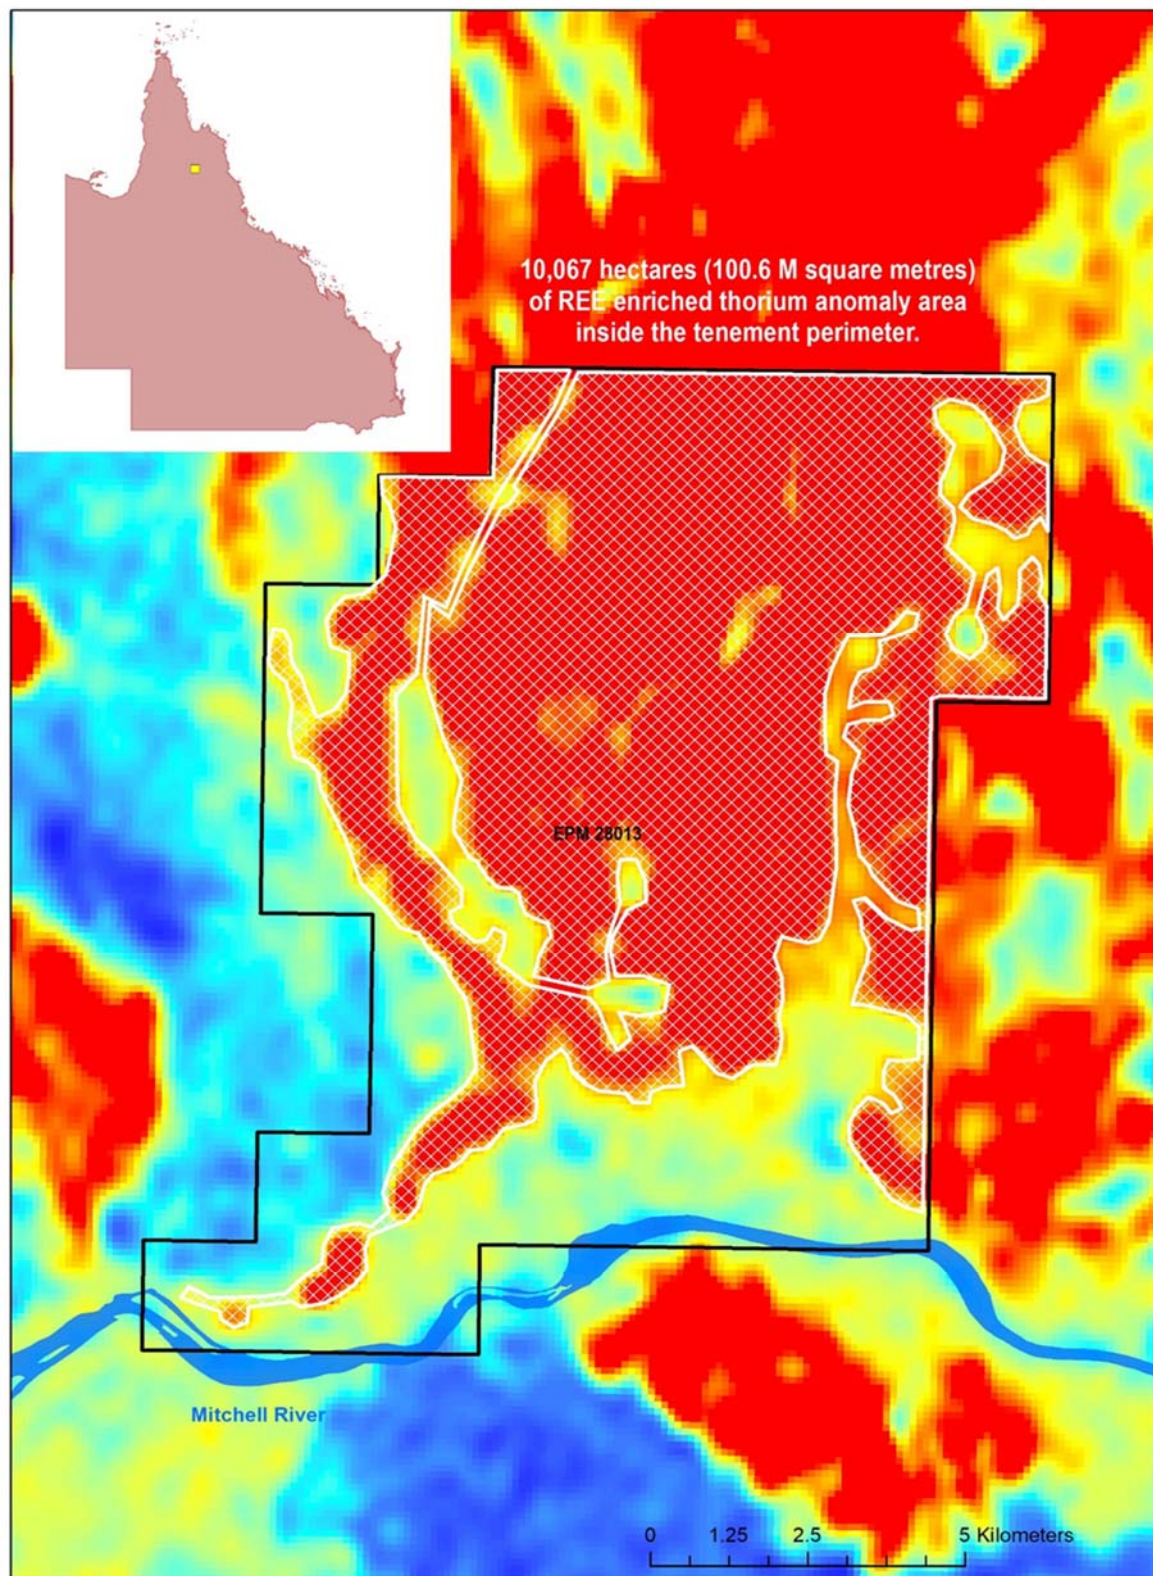 10,067 hectares (100.6 M square metres)
of REE enriched thorium anomaly area
inside the tenement perimeter.
EPM 28013
Mitchell River
0 1.25 2.5 5 Kilometers